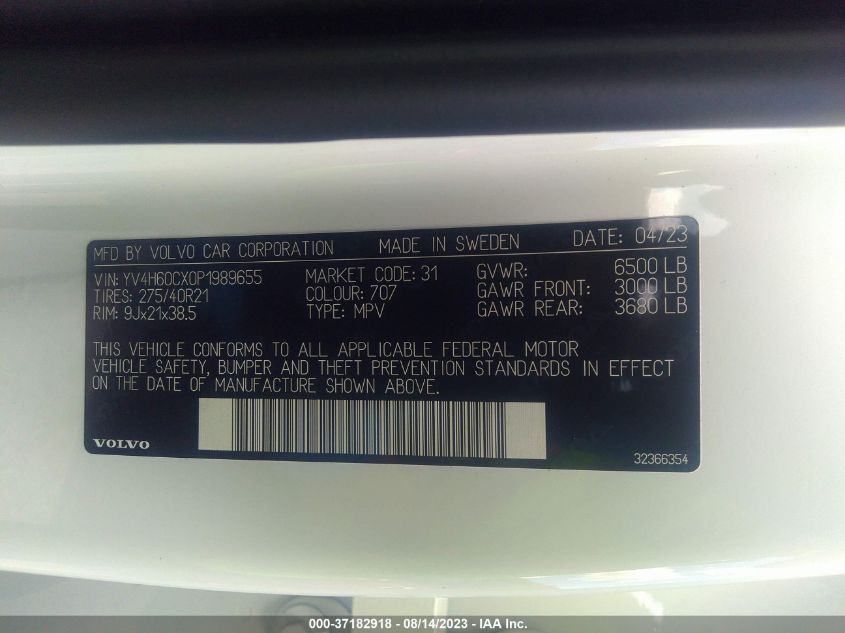 MFD BY VOLVO CAR CORPORATION MADE IN SWEDEN DATE: 04/23
VIN: YV4H60CX0P1989655 MARKET CODE: 31 GVWR: 6500 LB
TIRES: 275/40R21 COLOUR: 707 GAWR FRONT: 3000 LB
RIM: 9Jx21x38.5 TYPE: MPV GAWR REAR: 3680 LB
THIS VEHICLE CONFORMS TO ALL APPLICABLE FEDERAL MOTOR
VEHICLE SAFETY, BUMPER AND THEFT PREVENTION STANDARDS IN EFFECT
ON THE DATE OF MANUFACTURE SHOWN ABOVE.
VOLVO
32366354
000-37182918 - 08/14/2023 - IAA Inc.